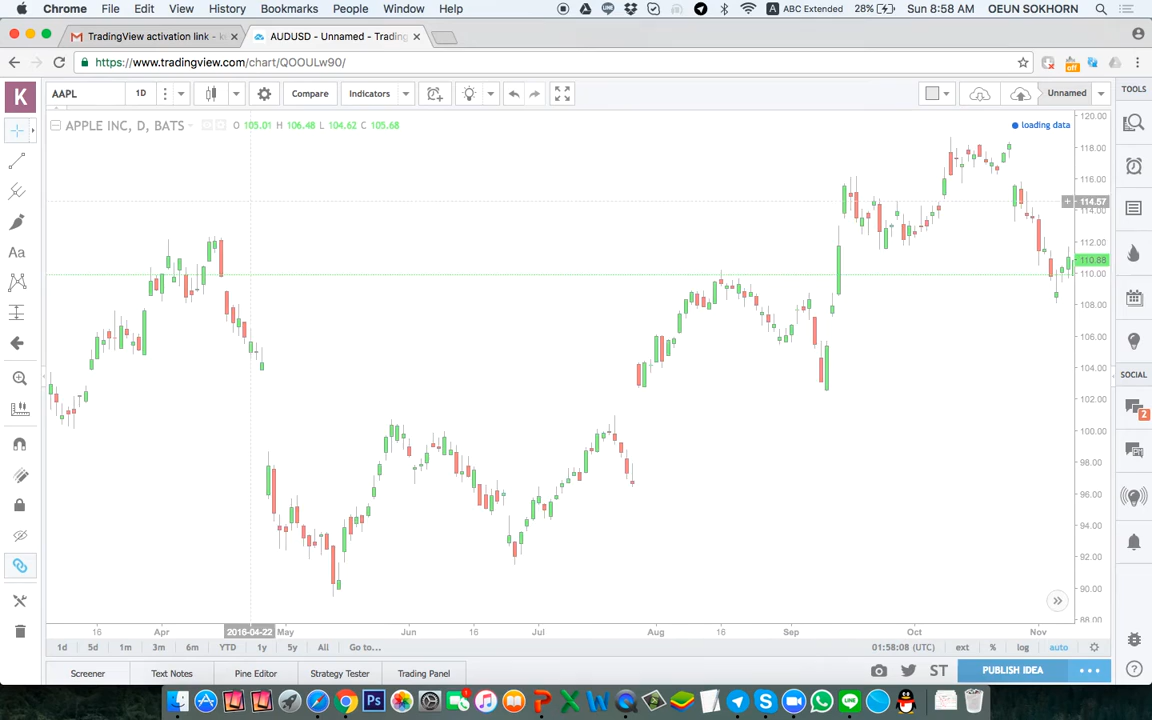 Chrome File Edit View History Bookmarks People Window Help A ABC Extended 28% Sun 8:58 AM OEUN SOKHORN
TradingView activation link - ke × AUDUSD - Unnamed - Trading ×
https://www.tradingview.com/chart/QOOULw90/ off
K AAPL 1D Compare Indicators Unnamed TOOLS
APPLE INC, D, BATS O 105.01 H 106.48 L 104.62 C 105.68 loading data
120.00
118.00
116.00
114.57
114.00
112.00
110.88
110.00
108.00
106.00
104.00
SOCIAL
102.00
2
100.00
98.00
96.00
94.00
92.00
90.00
88.00
Aa
16 Apr 2016-04-22 May Jun 16 Jul Aug 16 Sep Oct Nov
1d 5d 1m 3m 6m YTD 1y 5y All Go to... 01:58:08 (UTC) ext % log auto
Screener Text Notes Pine Editor Strategy Tester Trading Panel ST PUBLISH IDEA